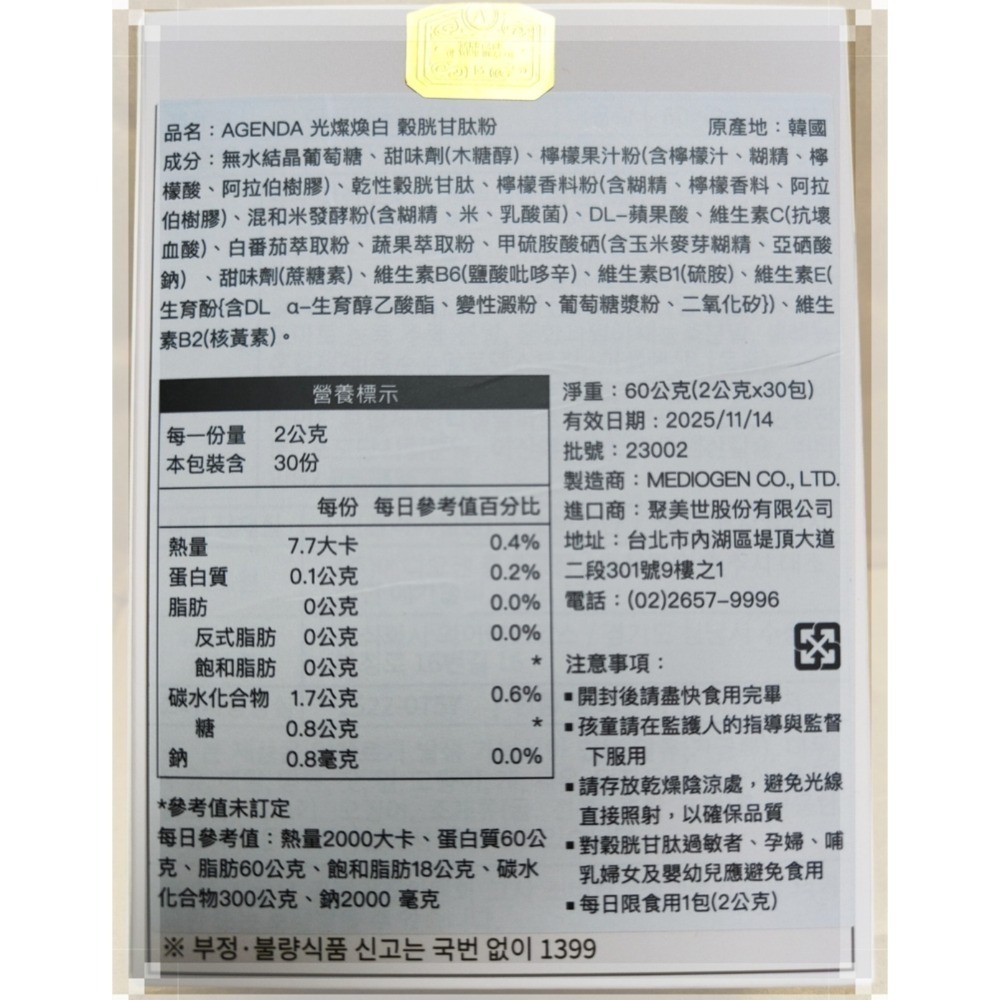 品名：AGENDA 光燦煥白 穀胱甘肽粉
原產地：韓國
成分：無水結晶葡萄糖、甜味劑(木糖醇)、檸檬果汁粉(含檸檬汁、糊精、檸
檬酸、阿拉伯樹膠)、乾性穀胱甘肽、檸檬香料粉(含糊精、檸檬香料、阿拉
伯樹膠)、混和米發酵粉(含糊精、米、乳酸菌)、DL-蘋果酸、維生素C(抗壞
血酸)、白番茄萃取粉、蔬果萃取粉、甲硫胺酸硒(含玉米麥芽糊精、亞硒酸
鈉) 、甜味劑(蔗糖素)、維生素B6(鹽酸吡哆辛)、維生素B1(硫胺)、維生素E(
生育酚{含DL α-生育醇乙酸酯、變性澱粉、葡萄糖漿粉、二氧化矽})、維生
素B2(核黃素)。
營養標示
每一份量 2公克
本包裝含 30份
每份 每日參考值百分比
熱量 7.7大卡 0.4%
蛋白質 0.1公克 0.2%
脂肪 0公克 0.0%
反式脂肪 0公克 0.0%
飽和脂肪 0公克 *
碳水化合物 1.7公克 0.6%
糖 0.8公克 *
鈉 0.8毫克 0.0%
*參考值未訂定
每日參考值：熱量2000大卡、蛋白質60公
克、脂肪60公克、飽和脂肪18公克、碳水
化合物300公克、鈉2000 毫克
淨重：60公克(2公克x30包)
有效日期：2025/11/14
批號：23002
製造商：MEDIOGEN CO., LTD.
進口商：聚美世股份有限公司
地址：台北市內湖區堤頂大道
二段301號9樓之1
電話：(02)2657-9996
注意事項：
▪開封後請盡快食用完畢
▪孩童請在監護人的指導與監督
下服用
▪請存放乾燥陰涼處，避免光線
直接照射，以確保品質
▪對穀胱甘肽過敏者、孕婦、哺
乳婦女及嬰幼兒應避免食用
▪每日限食用1包(2公克)
※ 부정·불량식품 신고는 국번 없이 1399